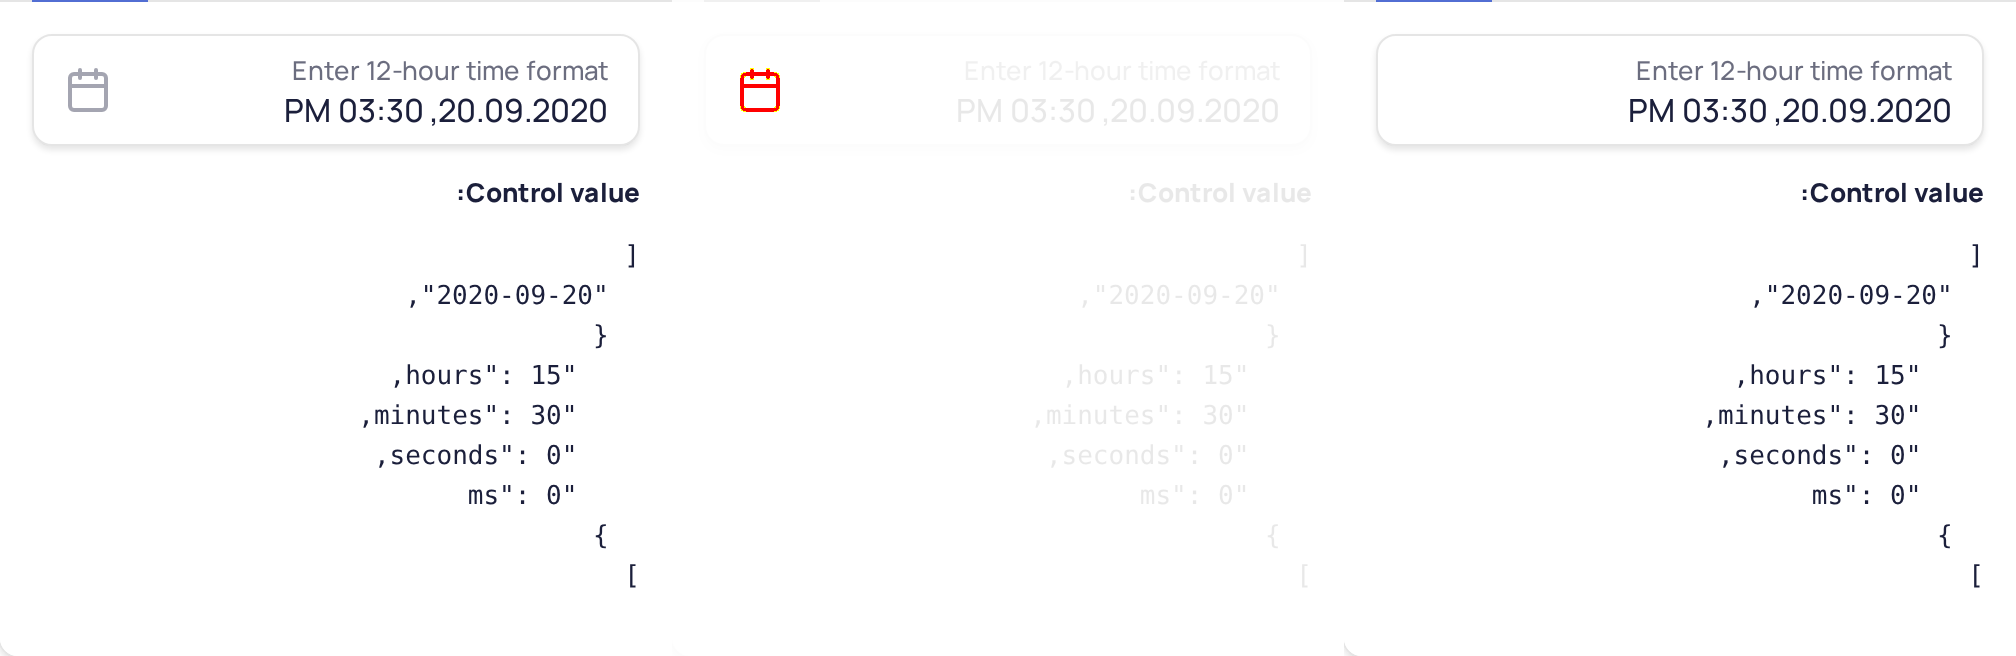 Enter 12-hour time format
PM 03:30 ,20.09.2020
:Control value
]
,"2020-09-20"
}
,hours": 15"
,minutes": 30"
,seconds": 0"
ms": 0"
{
[
Enter 12-hour time format
PM 03:30 ,20.09.2020
:Control value
]
,"2020-09-20"
}
,hours": 15"
,minutes": 30"
,seconds": 0"
ms": 0"
{
[
Enter 12-hour time format
PM 03:30 ,20.09.2020
:Control value
]
,"2020-09-20"
}
,hours": 15"
,minutes": 30"
,seconds": 0"
ms": 0"
{
[